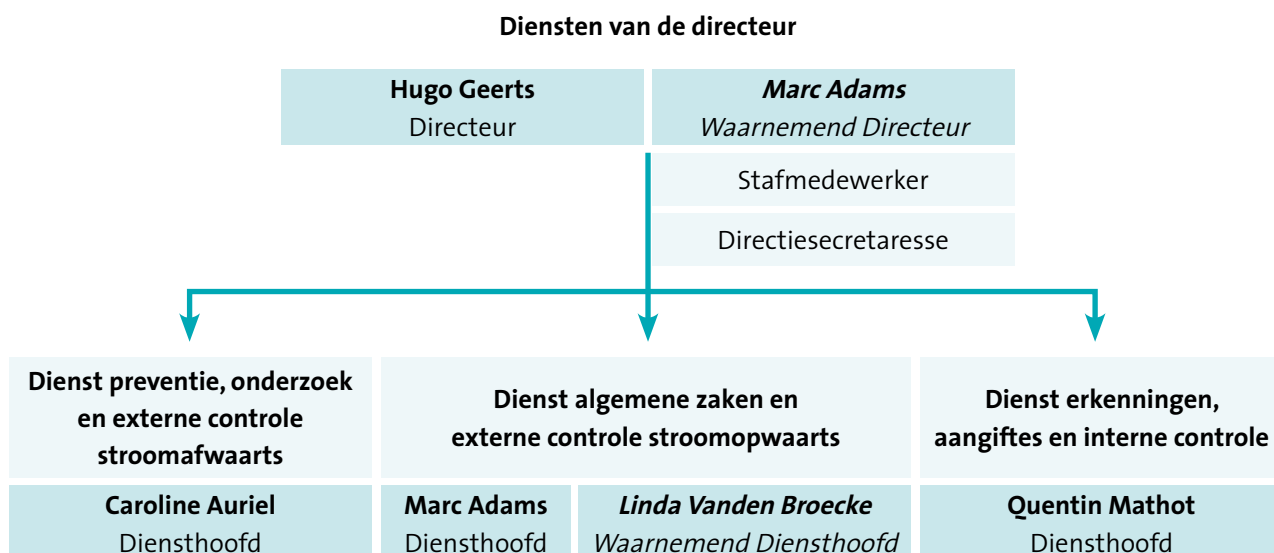 Diensten van de directeur
Hugo Geerts
Directeur
Marc Adams
Waarnemend Directeur
Stafmedewerker
Directiesecretaresse
Dienst preventie, onderzoek
en externe controle
stroomafwaarts
Caroline Auriel
Diensthoofd
Dienst algemene zaken en
externe controle stroomopwaarts
Marc Adams
Diensthoofd
Linda Vanden Broecke
Waarnemend Diensthoofd
Dienst erkenningen,
aangiftes en interne controle
Quentin Mathot
Diensthoofd